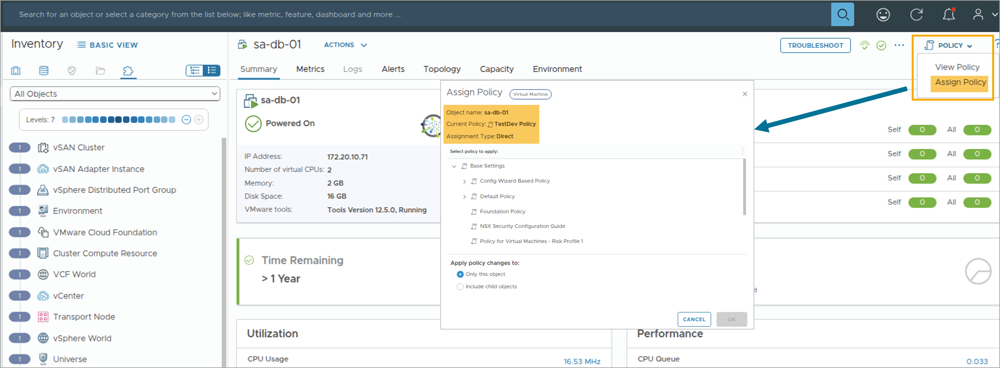 Search for an object or select a category from the list below; like metric, feature, dashboard and more ...
Inventory
BASIC VIEW
All Objects
Levels: 7
1 vSAN Cluster
1 vSAN Adapter Instance
1 vSphere Distributed Port Group
1 Environment
1 VMware Cloud Foundation
1 Cluster Compute Resource
1 VCF World
1 vCenter
1 Transport Node
1 vSphere World
1 Universe
sa-db-01
ACTIONS
TROUBLESHOOT
...
POLICY
?
View Policy
Assign Policy
Summary Metrics Logs Alerts Topology Capacity Environment
sa-db-01
Powered On
IP Address: 172.20.10.71
Number of virtual CPUs: 2
Memory: 2 GB
Disk Space: 16 GB
VMware tools: Tools Version 12.5.0, Running
Time Remaining
> 1 Year
Assign Policy Virtual Machine
Object name: sa-db-01
Current Policy: TestDev Policy
Assignment Type: Direct
Select policy to apply:
Base Settings
Config Wizard Based Policy
Default Policy
Foundation Policy
NSX Security Configuration Guide
Policy for Virtual Machines - Risk Profile 1
Apply policy changes to:
Only this object
Include child objects
CANCEL OK
Self 0 All 0
Self 0 All 0
Self 0 All 0
Self 0 All 0
d
Utilization
CPU Usage 16.53 MHz
Performance
CPU Queue 0.033